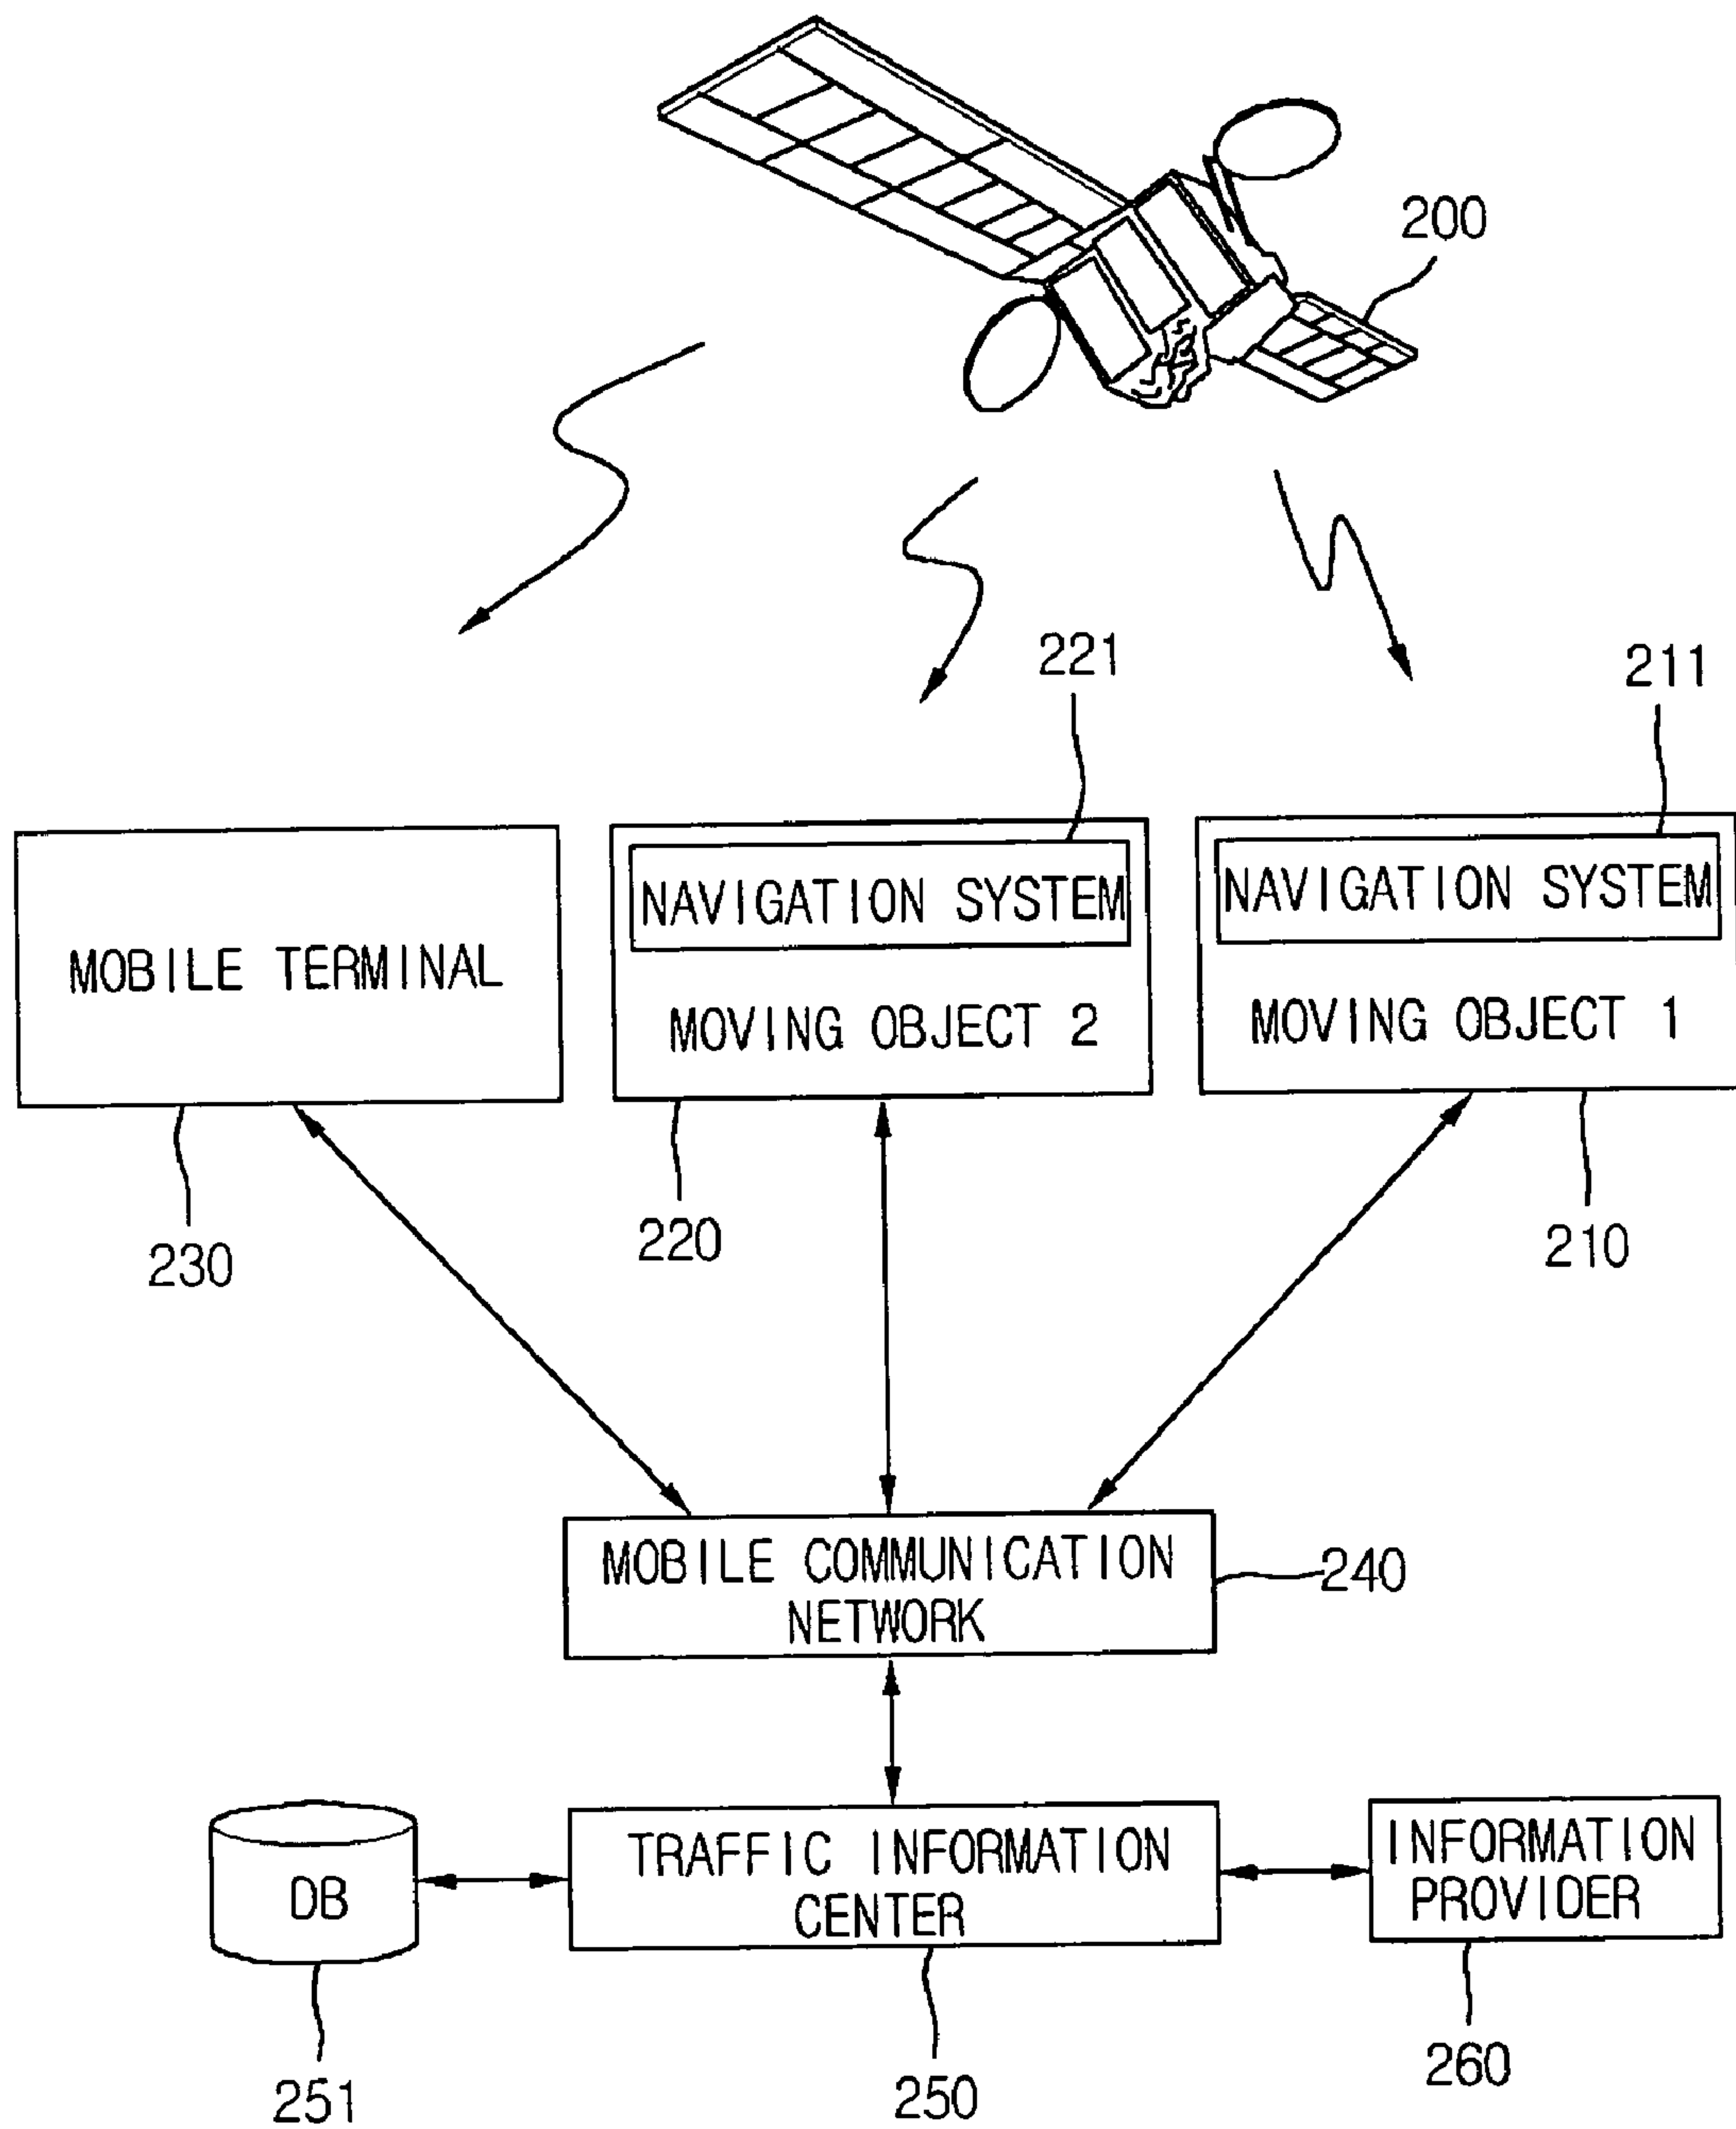 200
221
211
NAVIGATION SYSTEM
NAVIGATION SYSTEM
MOBILE TERMINAL
MOVING OBJECT 2
MOVING OBJECT 1
230
220
210
MOBILE COMMUNICATION
NETWORK
240
DB
TRAFFIC INFORMATION
CENTER
INFORMATION
PROVIDER
251
250
260